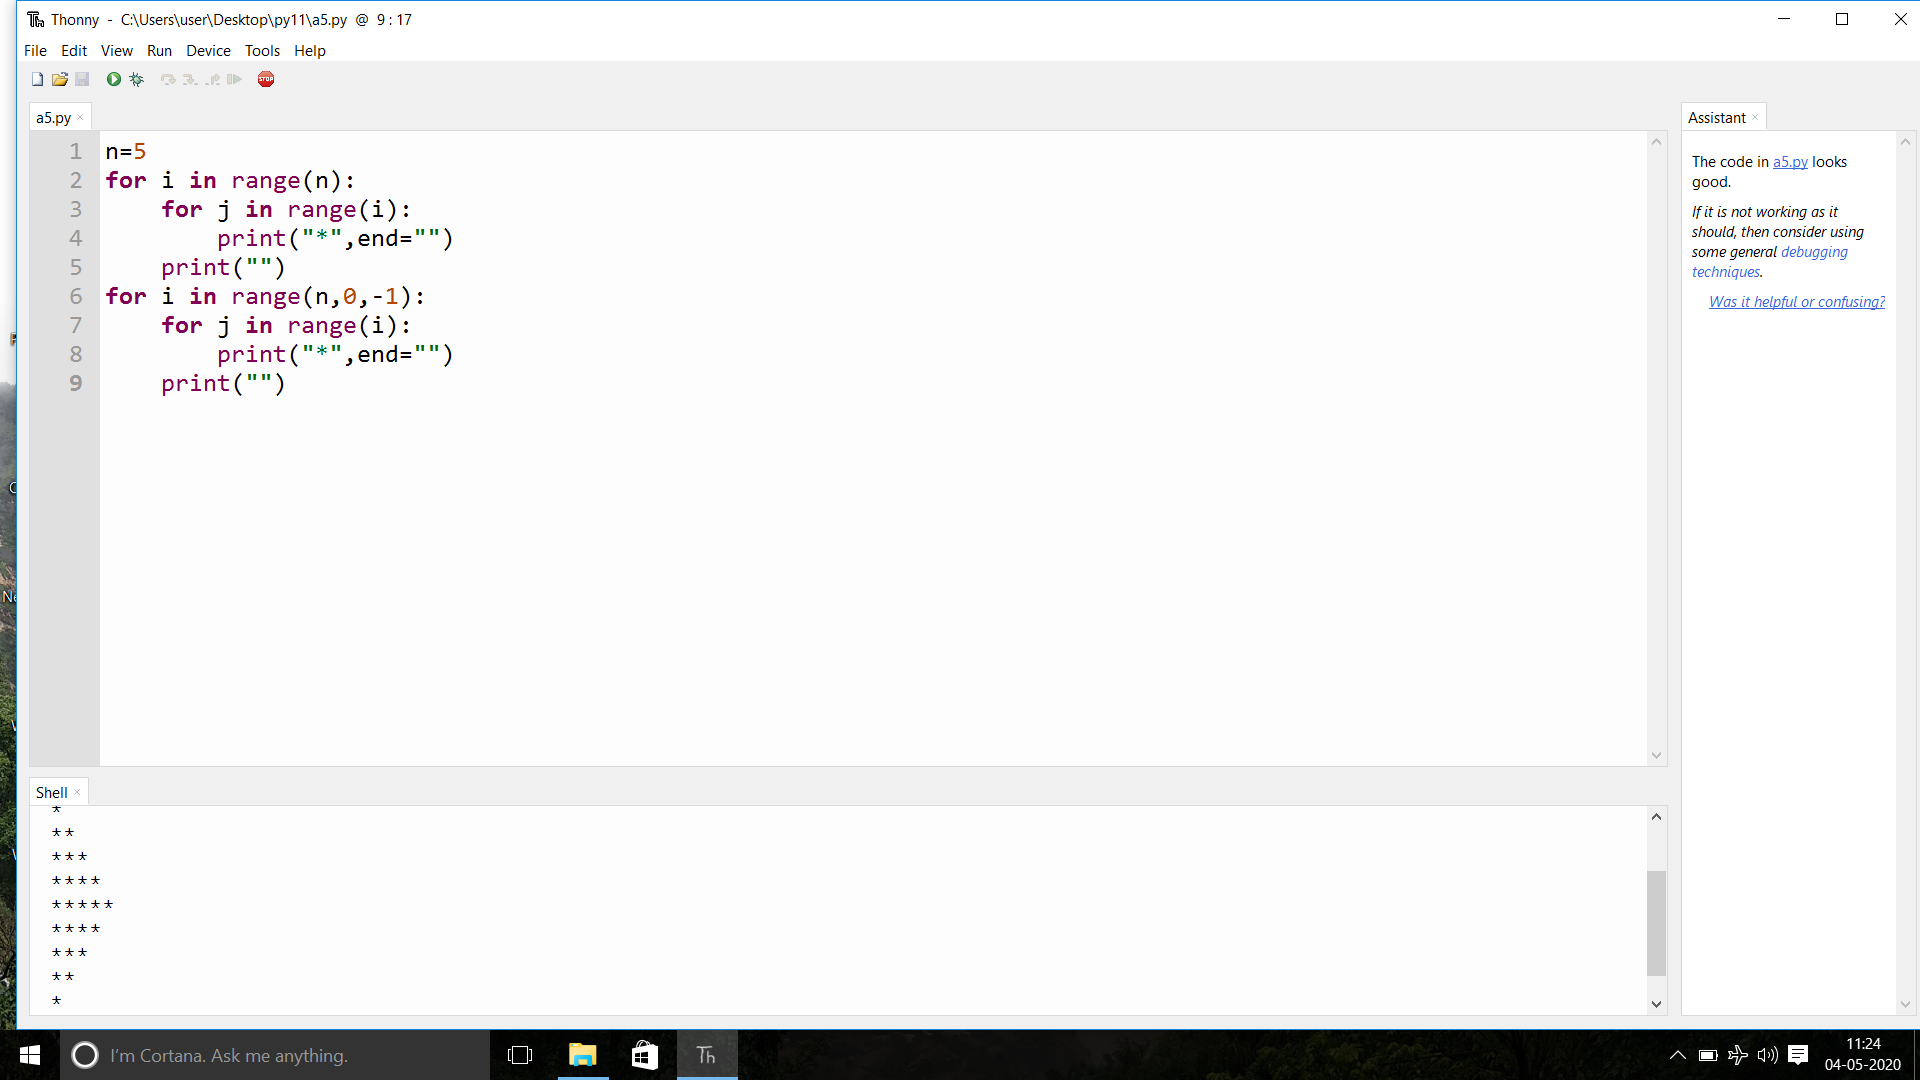 Th Thonny - C:\Users\user\Desktop\py11\a5.py @ 9 : 17
File Edit View Run Device Tools Help
STOP
a5.py ×
1 n=5
2 for i in range(n):
3     for j in range(i):
4         print("*",end="")
5     print("")
6 for i in range(n,0,-1):
7     for j in range(i):
8         print("*",end="")
9     print("")
Assistant ×
The code in a5.py looks
good.
If it is not working as it
should, then consider using
some general debugging
techniques.
Was it helpful or confusing?
Shell ×
*
**
***
****
*****
****
***
**
*
I'm Cortana. Ask me anything.
Th
11:24
04-05-2020